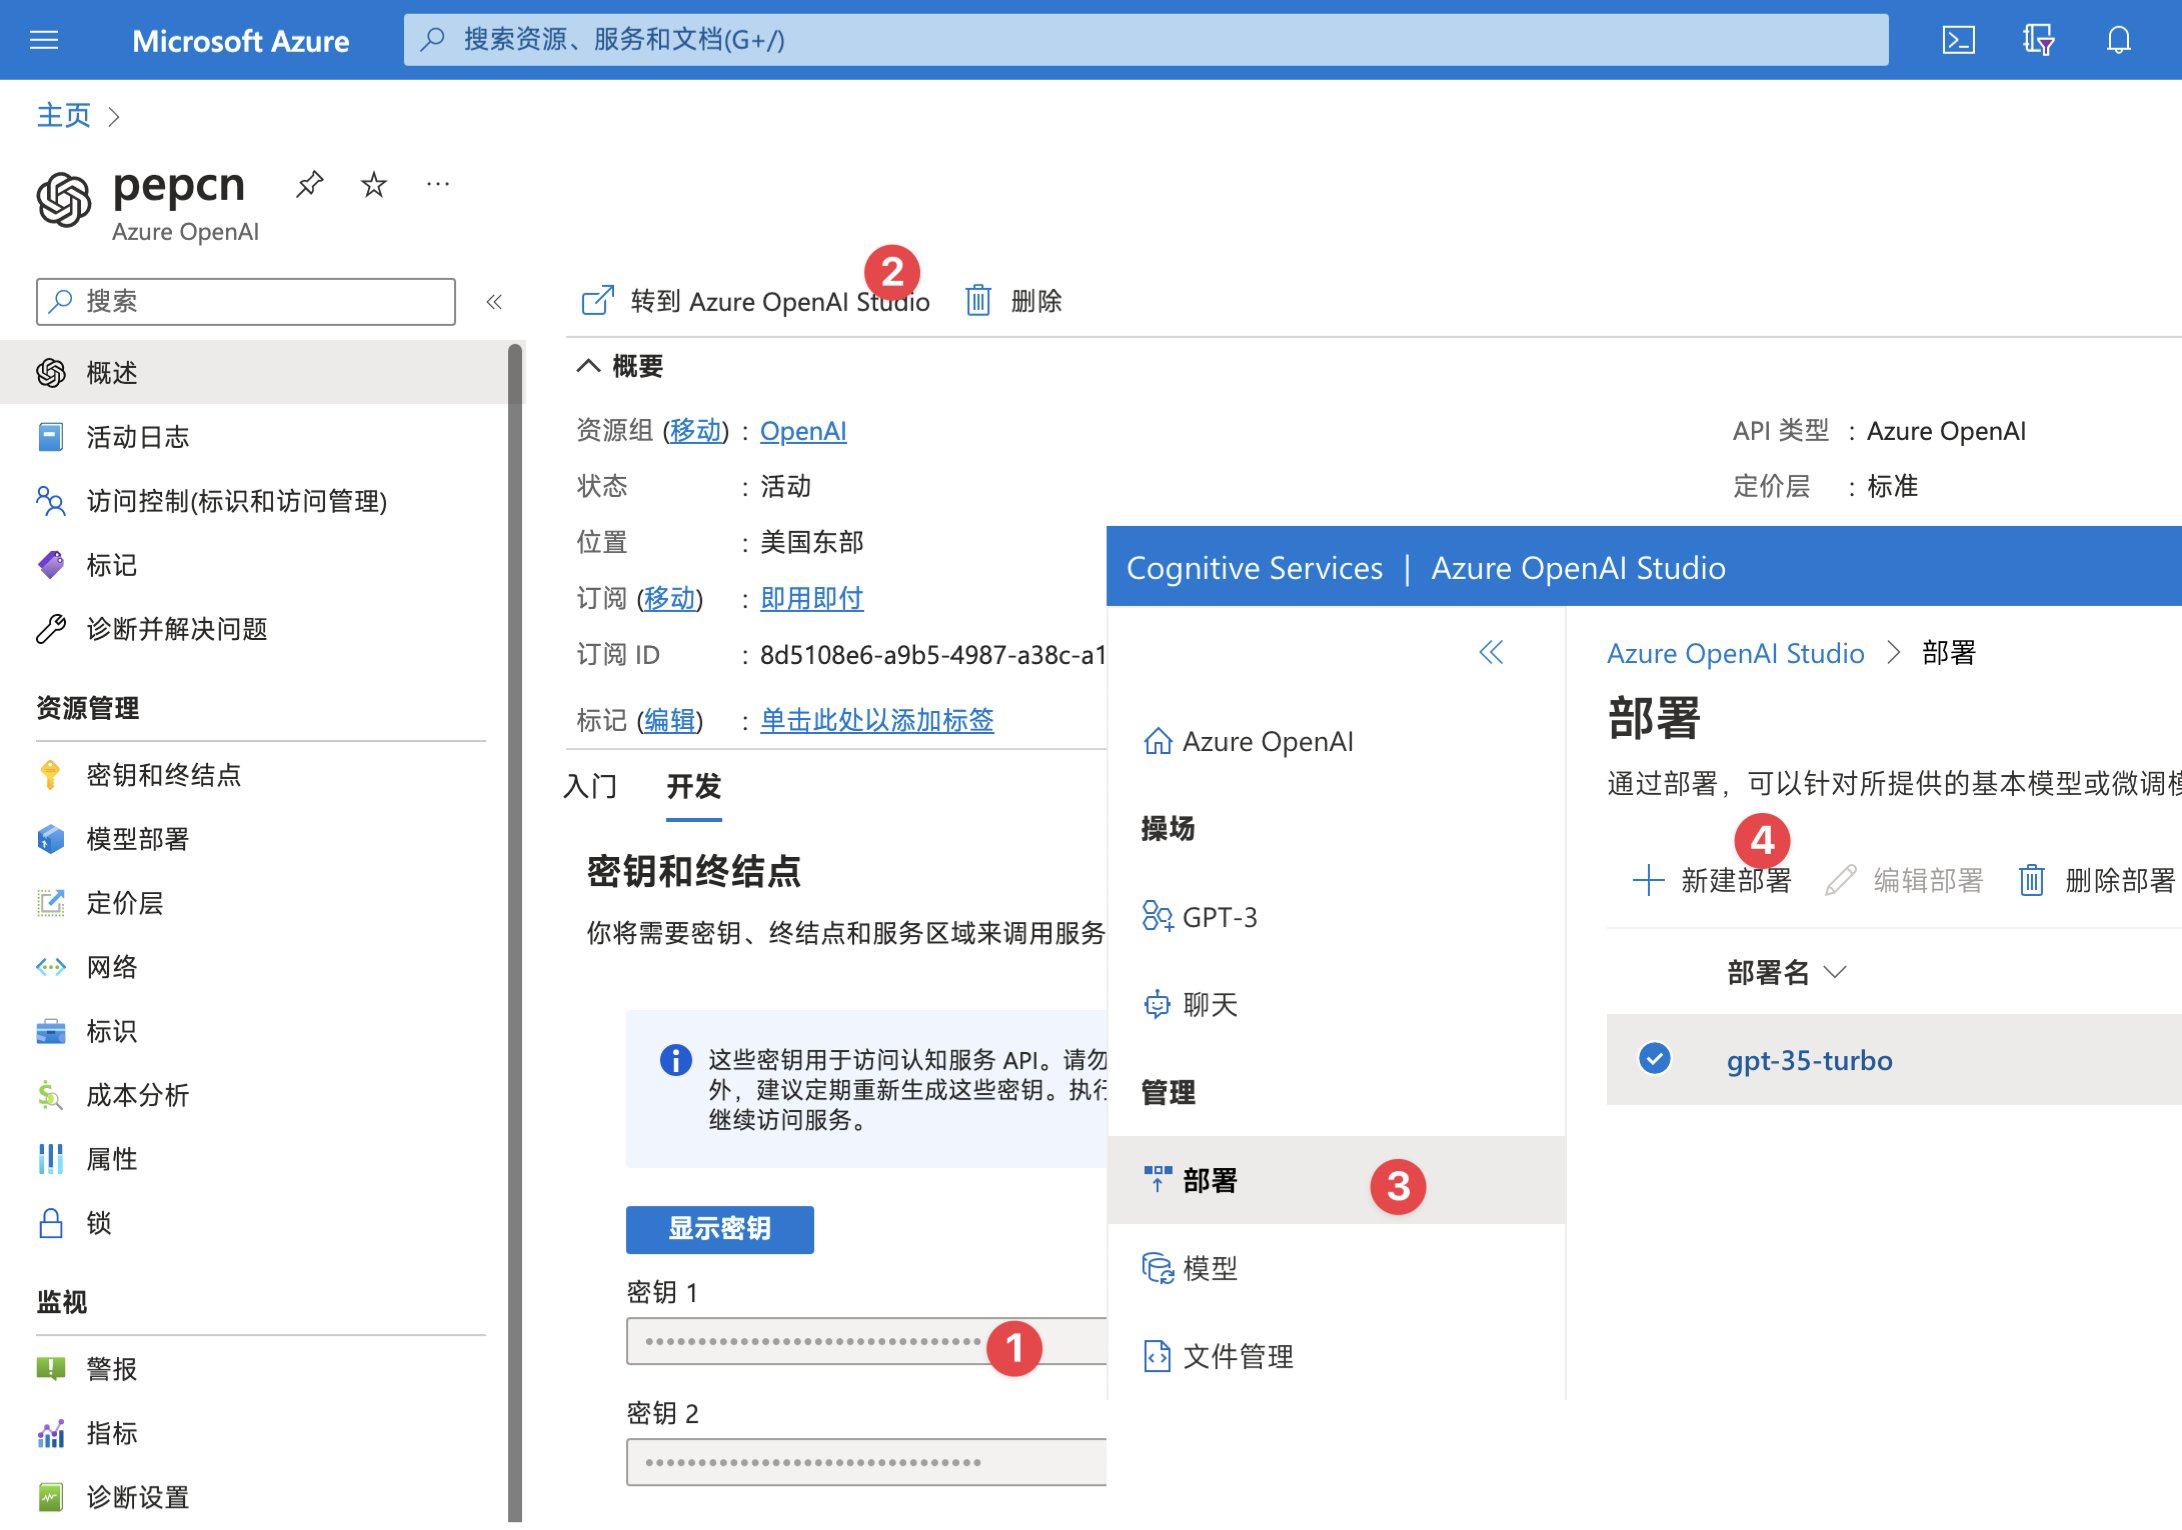 Microsoft Azure
搜索资源、服务和文档(G+/)
主页
pepcn
Azure OpenAI
搜索
概述
活动日志
访问控制(标识和访问管理)
标记
诊断并解决问题
资源管理
密钥和终结点
模型部署
定价层
网络
标识
成本分析
属性
锁
监视
警报
指标
诊断设置
2
转到 Azure OpenAI Studio
删除
概要
资源组 (移动) : OpenAI
状态 : 活动
位置 : 美国东部
订阅 (移动) : 即用即付
订阅 ID : 8d5108e6-a9b5-4987-a38c-a1
标记 (编辑) : 单击此处以添加标签
API 类型 : Azure OpenAI
定价层 : 标准
入门
开发
密钥和终结点
你将需要密钥、终结点和服务区域来调用服务
这些密钥用于访问认知服务 API。请勿
外，建议定期重新生成这些密钥。执行
继续访问服务。
显示密钥
密钥 1
1
密钥 2
Cognitive Services | Azure OpenAI Studio
Azure OpenAI
操场
GPT-3
聊天
管理
部署
3
模型
文件管理
Azure OpenAI Studio > 部署
部署
通过部署，可以针对所提供的基本模型或微调模
4
新建部署
编辑部署
删除部署
部署名
gpt-35-turbo